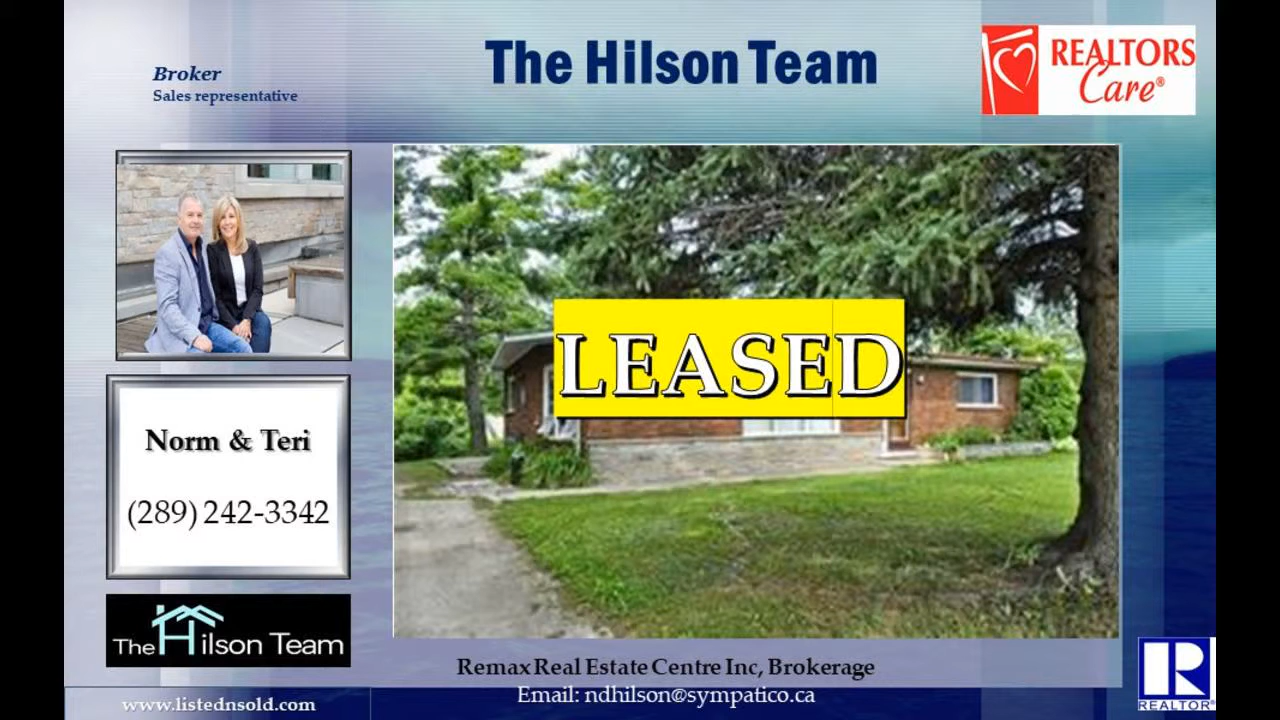 Broker
Sales representative
The Hilson Team
REALTORS
Care®
LEASED
Norm & Teri
(289) 242-3342
The Hilson Team
Remax Real Estate Centre Inc, Brokerage
Email: ndhilson@sympatico.ca
www.listednsold.com
R
REALTOR®